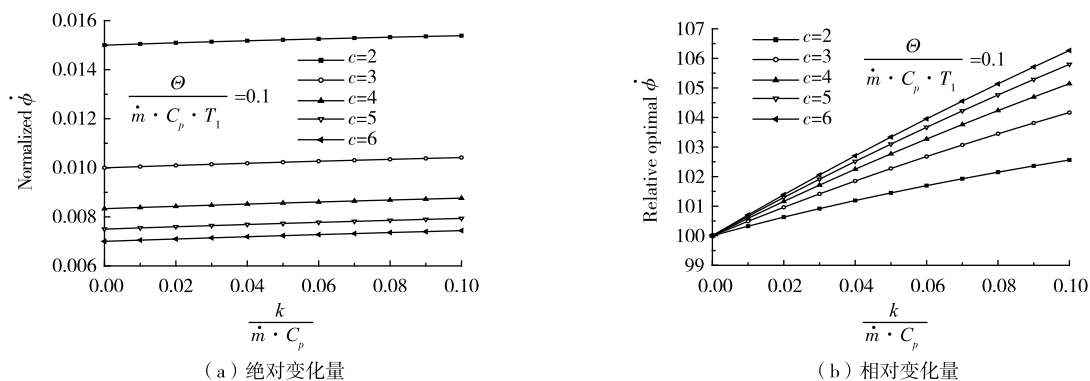 0.016
0.014
0.012
0.010
0.008
0.006
Normalized ϕ̇
Θ
ṁ · C_p · T_1 =0.1
c=2
c=3
c=4
c=5
c=6
0.00 0.02 0.04 0.06 0.08 0.10
k
ṁ · C_p
(a)绝对变化量
107
106
105
104
103
102
101
100
99
Relative optimal ϕ̇
c=2
c=3
c=4
c=5
c=6
Θ
ṁ · C_p · T_1 =0.1
0.00 0.02 0.04 0.06 0.08 0.10
k
ṁ · C_p
(b)相对变化量